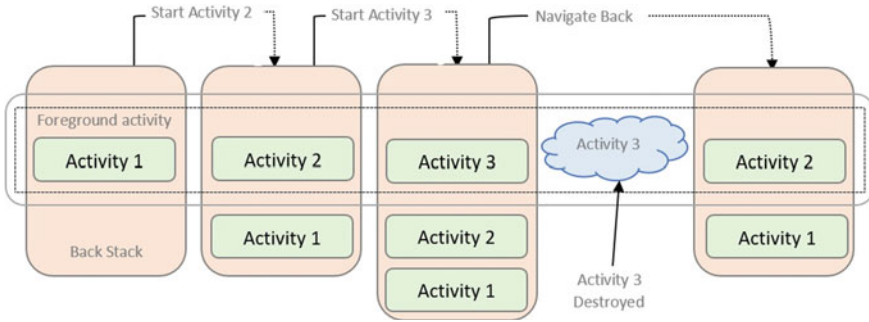 Start Activity 2
Start Activity 3
Navigate Back
Foreground activity
Activity 1
Activity 2
Activity 3
Activity 3
Activity 2
Activity 1
Activity 2
Activity 1
Back Stack
Activity 1
Activity 3
Destroyed